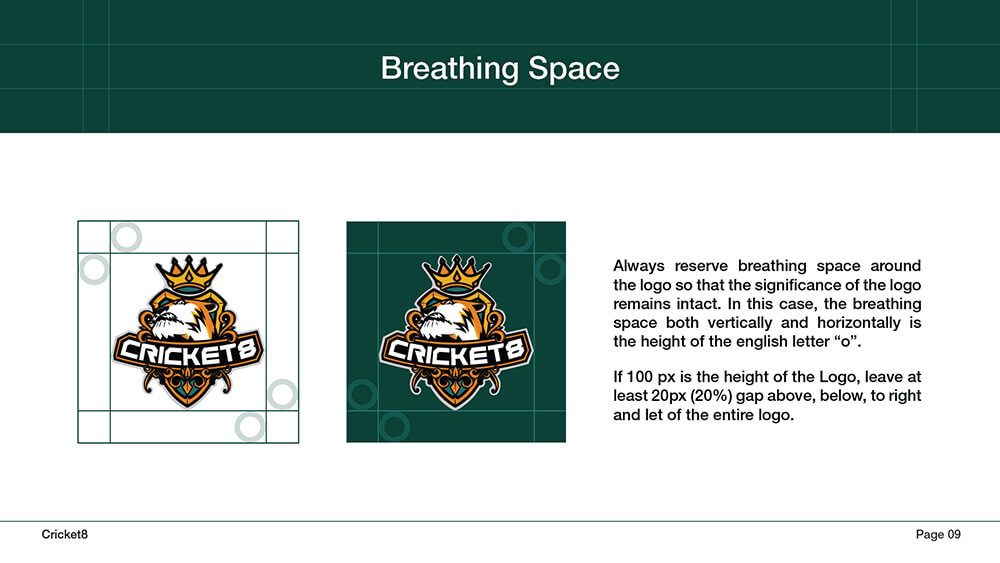 Breathing Space
CRICKET8
CRICKET8
Always reserve breathing space around
the logo so that the significance of the logo
remains intact. In this case, the breathing
space both vertically and horizontally is
the height of the english letter “o”.
If 100 px is the height of the Logo, leave at
least 20px (20%) gap above, below, to right
and let of the entire logo.
Cricket8
Page 09